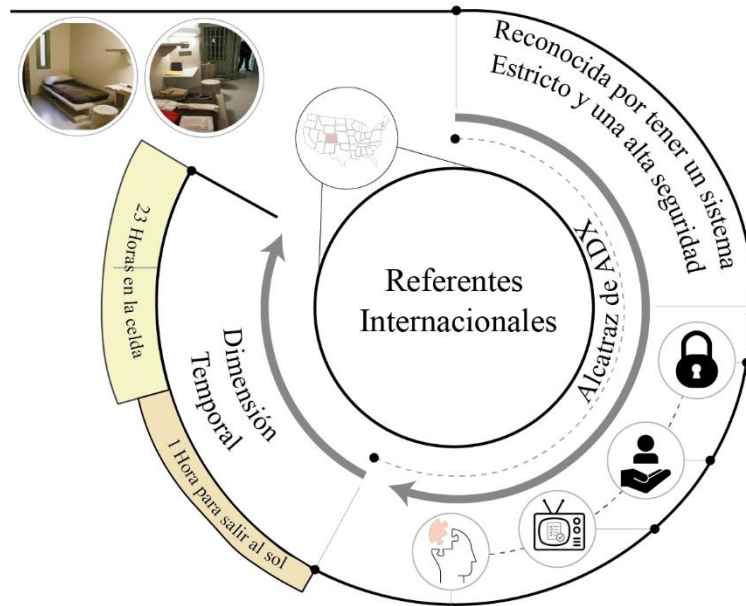 Reconocida por tener un sistema
Estricto y una alta seguridad
Alcatraz de ADX
Referentes
Internacionales
23 Horas en la celda
Dimensión
Temporal
1 Hora para salir al sol